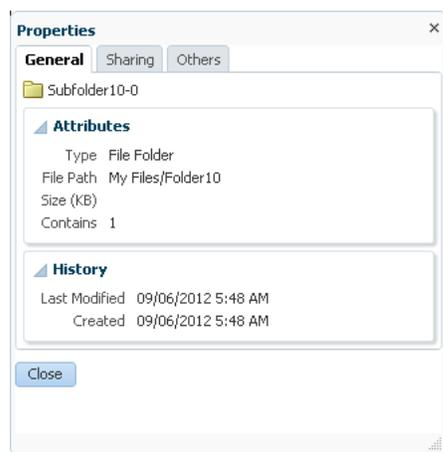 Properties
General Sharing Others
Subfolder10-0
Attributes
Type File Folder
File Path My Files/Folder10
Size (KB)
Contains 1
History
Last Modified 09/06/2012 5:48 AM
Created 09/06/2012 5:48 AM
Close